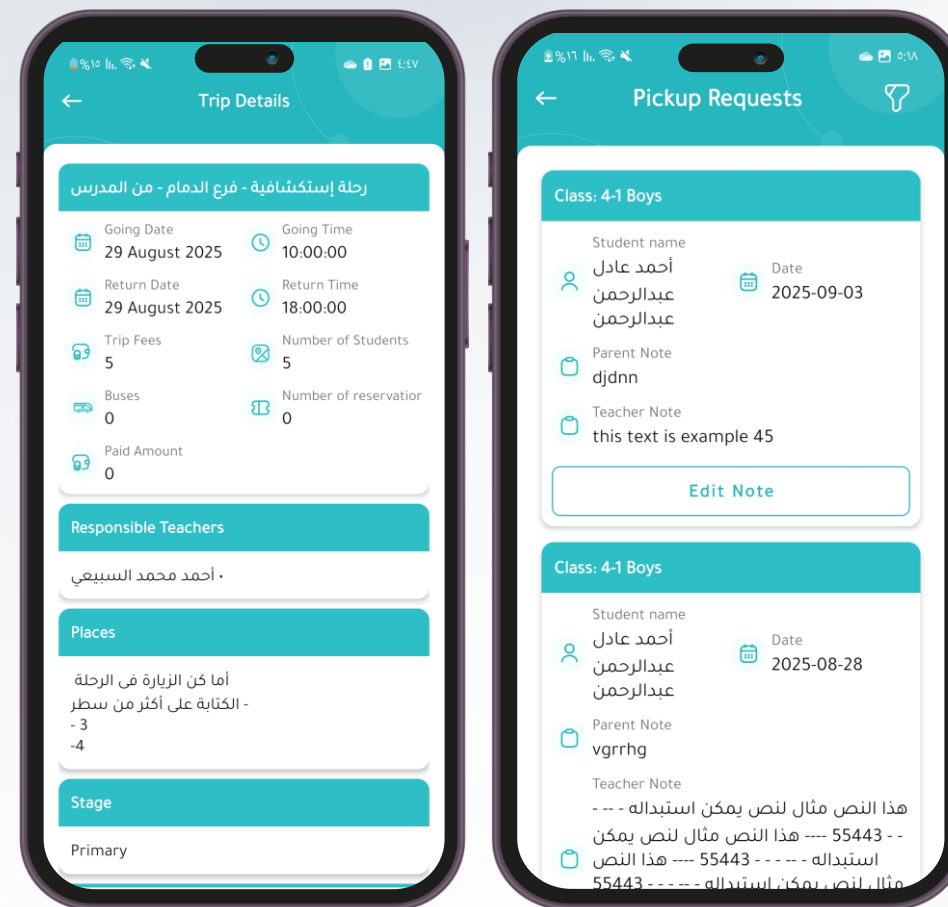 %١٥
٤:٤٧
Trip Details
رحلة إستكشافية - فرع الدمام - من المدرس
Going Date
29 August 2025
Going Time
10:00:00
Return Date
29 August 2025
Return Time
18:00:00
Trip Fees
5
Number of Students
5
Buses
0
Number of reservation
0
Paid Amount
0
Responsible Teachers
• أحمد محمد السبيعي
Places
أما كن الزيارة فى الرحلة
- الكتابة على أكثر من سطر
- 3
-4
Stage
Primary
%١٦
٥:١٨
Pickup Requests
Class: 4-1 Boys
Student name
أحمد عادل
عبدالرحمن
عبدالرحمن
Date
2025-09-03
Parent Note
djdnn
Teacher Note
this text is example 45
Edit Note
Class: 4-1 Boys
Student name
أحمد عادل
عبدالرحمن
عبدالرحمن
Date
2025-08-28
Parent Note
vgrrhg
Teacher Note
هذا النص مثال لنص يمكن استبداله - -- -
- - 55443 ---- هذا النص مثال لنص يمكن
استبداله - -- - - - 55443 ---- هذا النص
مثال لنص يمكن استبداله - -- - - - 55443